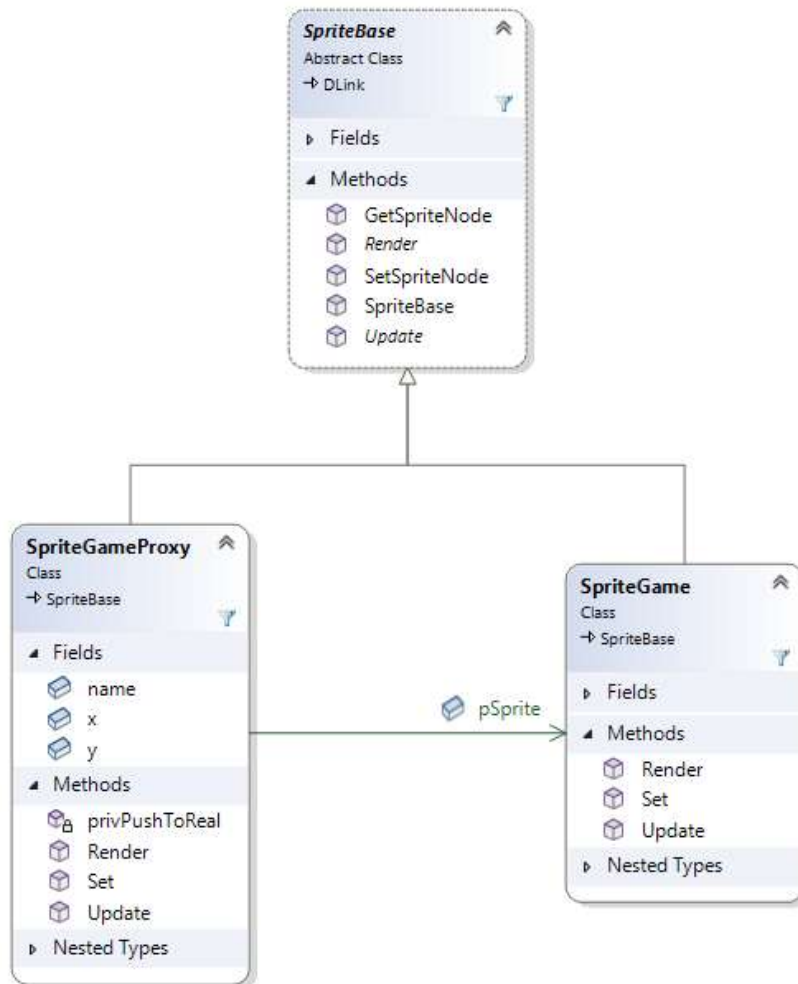 SpriteBase
Abstract Class
DLink
Fields
Methods
GetSpriteNode
Render
SetSpriteNode
SpriteBase
Update
SpriteGameProxy
Class
SpriteBase
Fields
name
x
y
Methods
privPushToReal
Render
Set
Update
Nested Types
pSprite
SpriteGame
Class
SpriteBase
Fields
Methods
Render
Set
Update
Nested Types